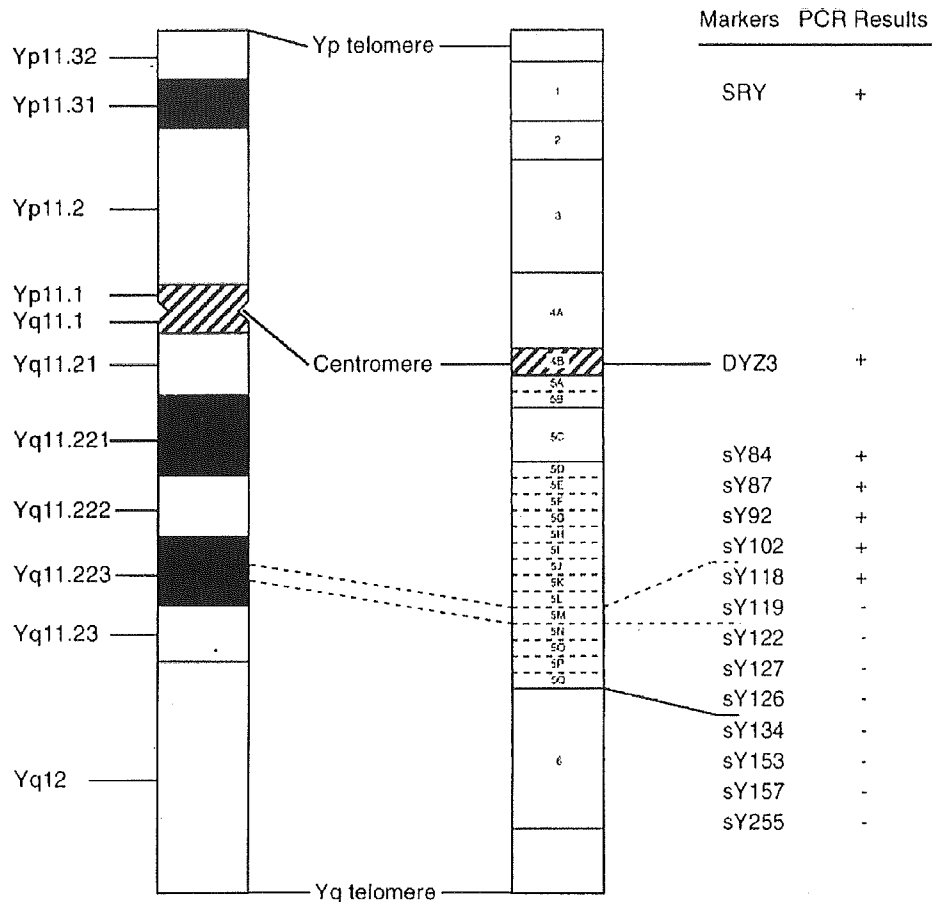 Markers PCR Results
Yp11.32
Yp telomere
Yp11.31
1
SRY +
2
Yp11.2
3
Yp11.1
Yq11.1
4A
Yq11.21
Centromere
4B
DYZ3 +
5A
5B
Yq11.221
5C
sY84 +
5D
sY87 +
5E
5F
Yq11.222
sY92 +
5G
5H
sY102 +
5I
5J
Yq11.223
sY118 +
5K
5L
sY119 -
5M
Yq11.23
5N
sY122 -
5O
5P
sY127 -
5Q
sY126 -
sY134 -
6
sY153 -
Yq12
sY157 -
sY255 -
Yq telomere